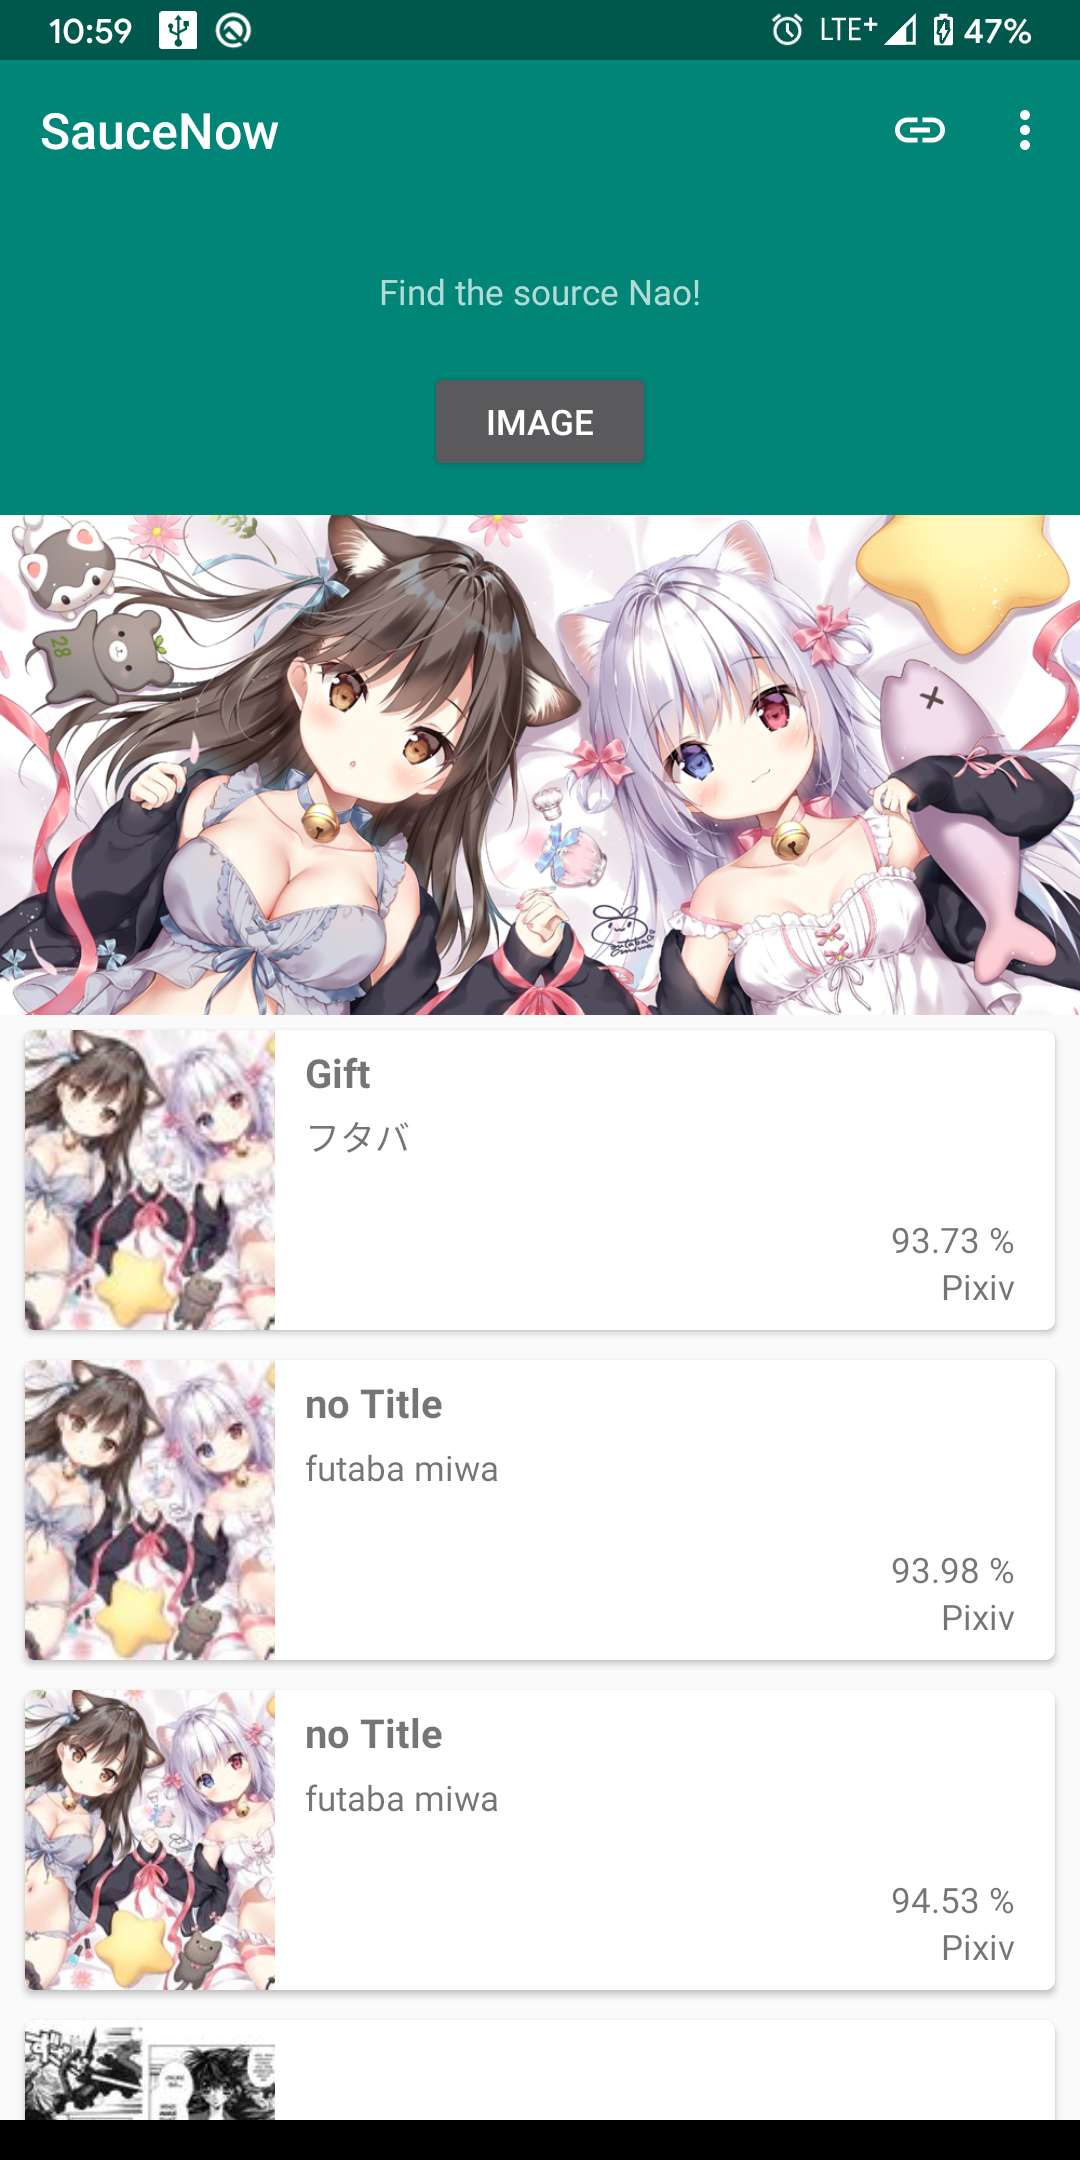 10:59 LTE+ 47%
SauceNow
Find the source Nao!
IMAGE
28
Gift
フタバ
93.73 %
Pixiv
no Title
futaba miwa
93.98 %
Pixiv
no Title
futaba miwa
94.53 %
Pixiv